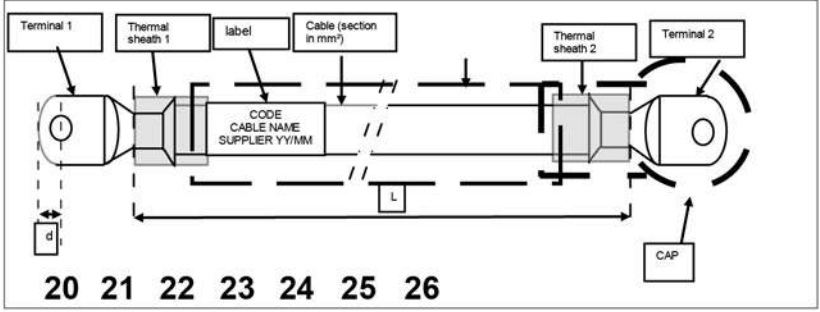 Terminal 1
Thermal
sheath 1
label
Cable (section
in mm²)
Thermal
sheath 2
Terminal 2
CODE
CABLE NAME
SUPPLIER YY/MM
L
d
CAP
20 21 22 23 24 25 26